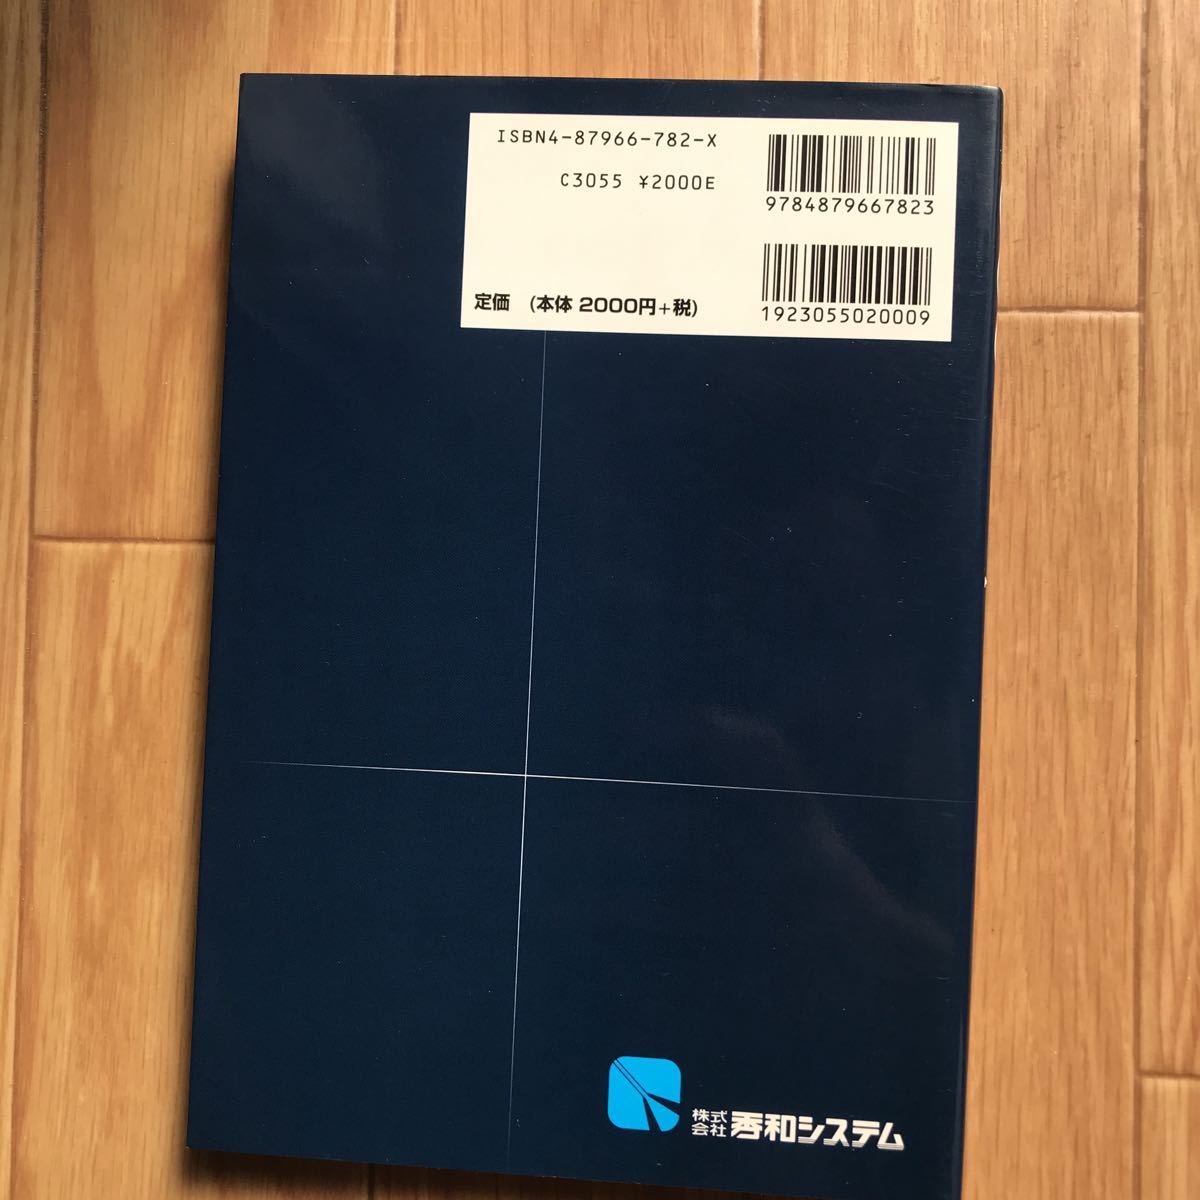 ISBN4-87966-782-X
C3055 ¥2000E
9784879667823
定価 (本体 2000円+税)
1923055020009
株式
会社
秀和システム